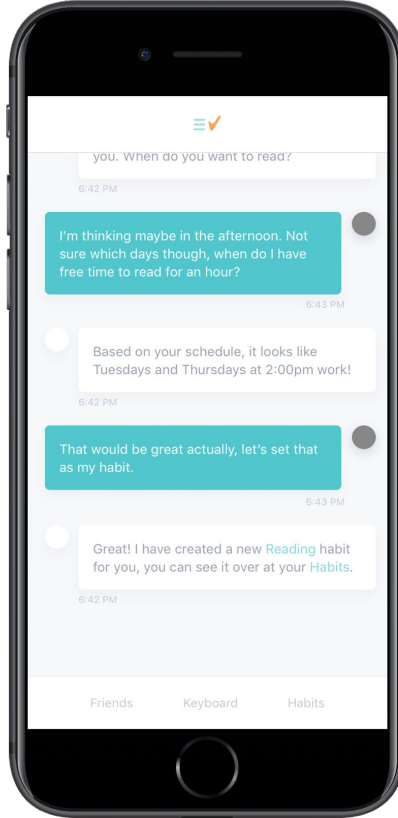 you. When do you want to read?
6:42 PM
I'm thinking maybe in the afternoon. Not
sure which days though, when do I have
free time to read for an hour?
6:43 PM
Based on your schedule, it looks like
Tuesdays and Thursdays at 2:00pm work!
6:42 PM
That would be great actually, let's set that
as my habit.
6:43 PM
Great! I have created a new Reading habit
for you, you can see it over at your Habits.
6:42 PM
Friends Keyboard Habits